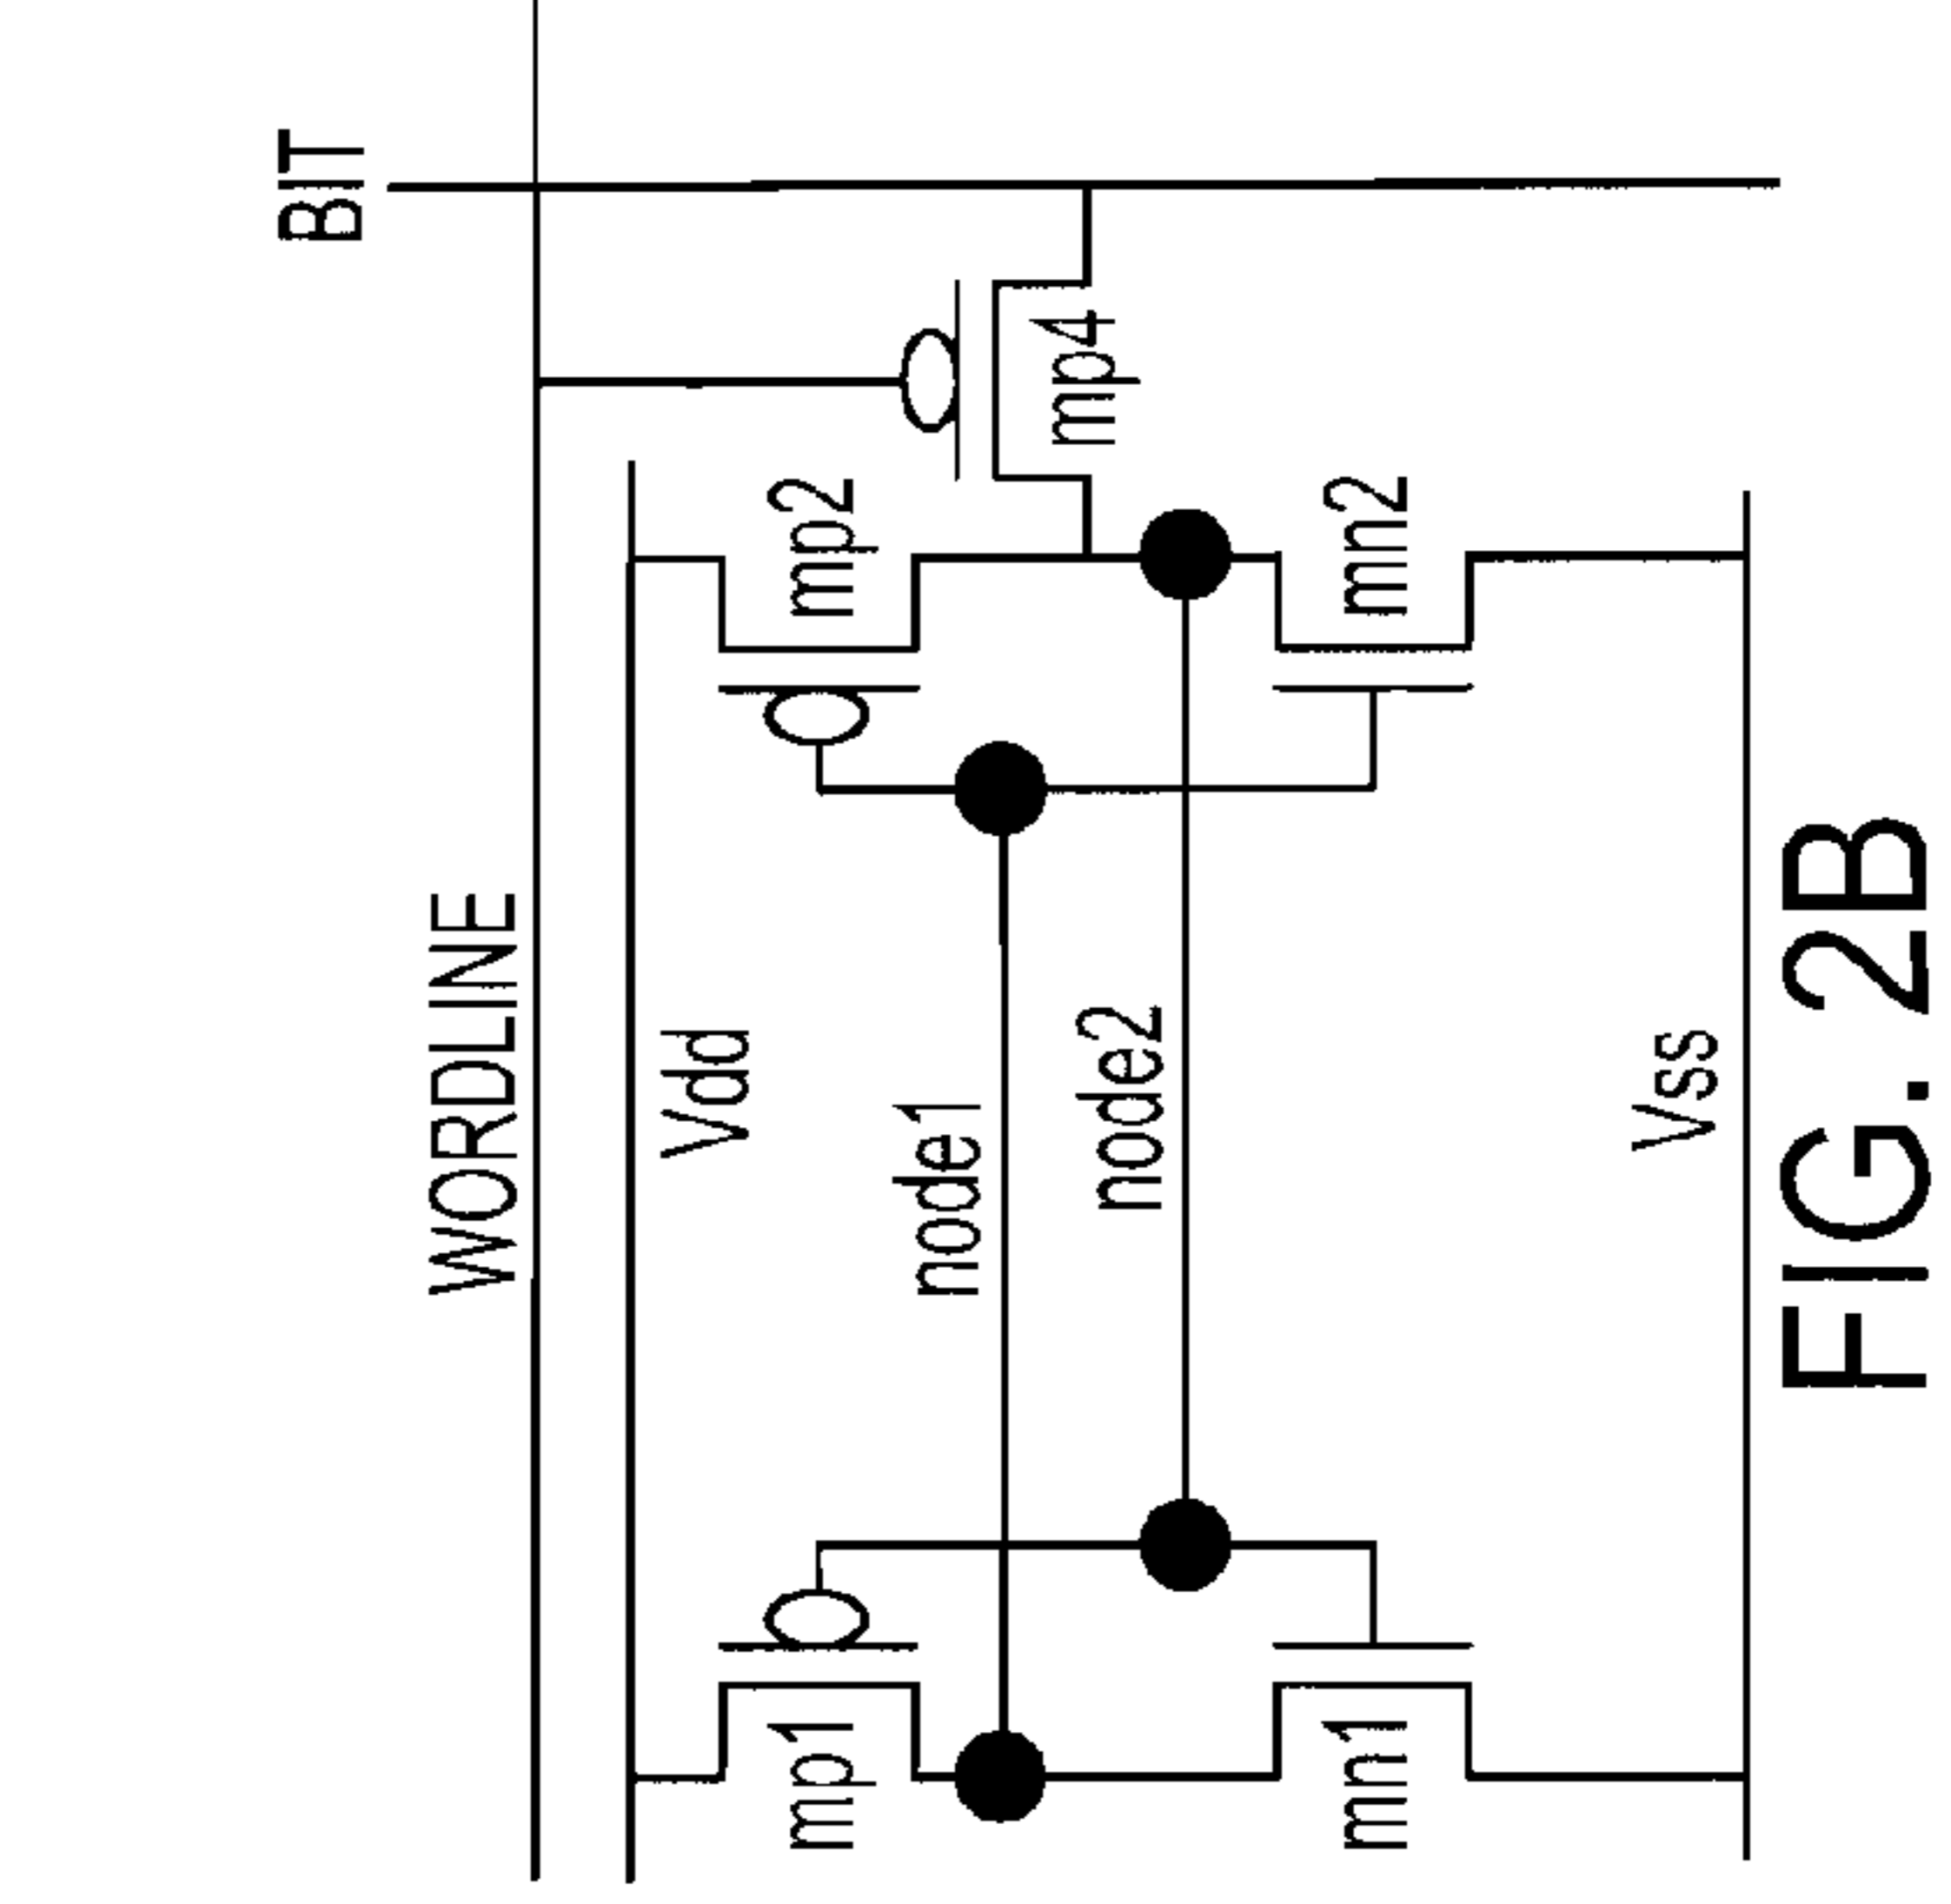 BIT
WORDLINE
Vdd
mp1
mp2
node1
mp4
node2
mn1
mn2
Vss
FIG. 2B